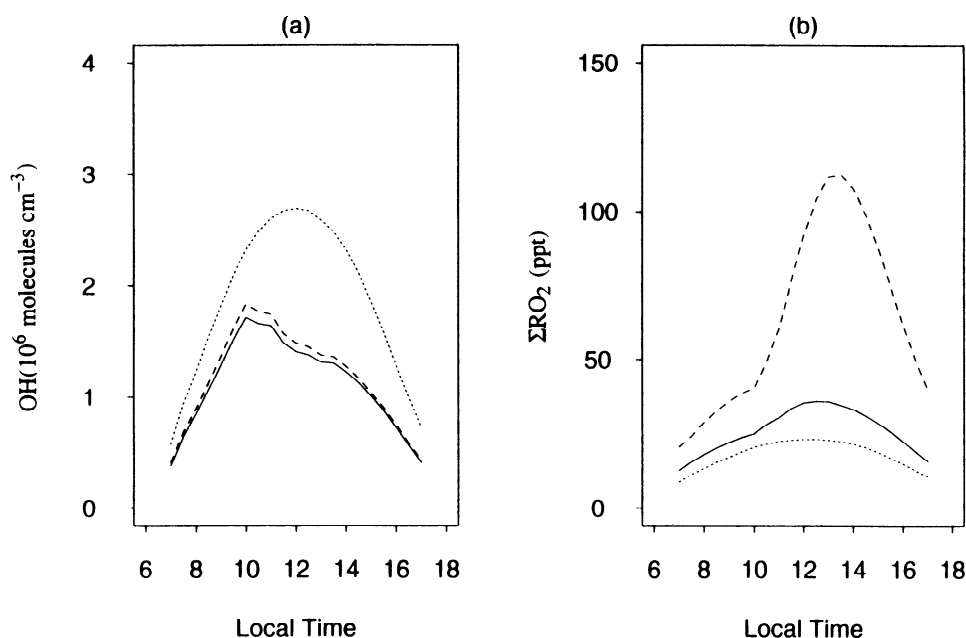 (a)
4
3
2
1
0
OH(10⁶ molecules cm⁻³)
6 8 10 12 14 16 18
Local Time
(b)
150
100
50
0
ΣRO₂ (ppt)
6 8 10 12 14 16 18
Local Time